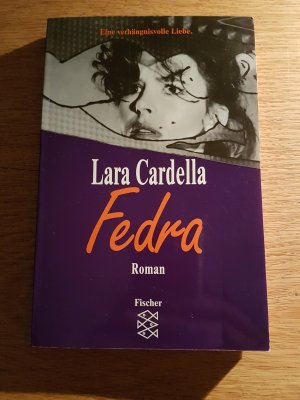 Eine verhängnisvolle Liebe.
Lara Cardella
Fedra
Roman
Fischer